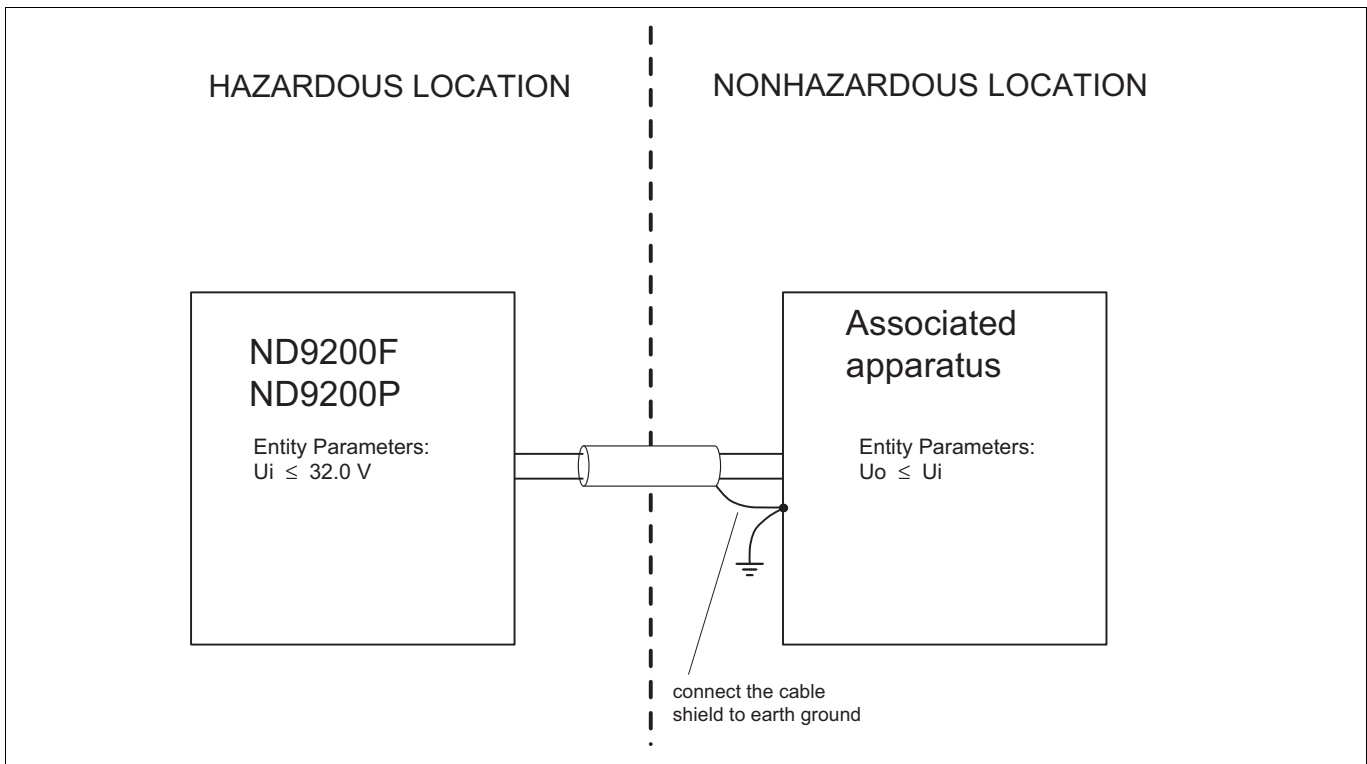 HAZARDOUS LOCATION
NONHAZARDOUS LOCATION
ND9200F
ND9200P
Entity Parameters:
Ui ≤ 32.0 V
Associated
apparatus
Entity Parameters:
Uo ≤ Ui
connect the cable
shield to earth ground